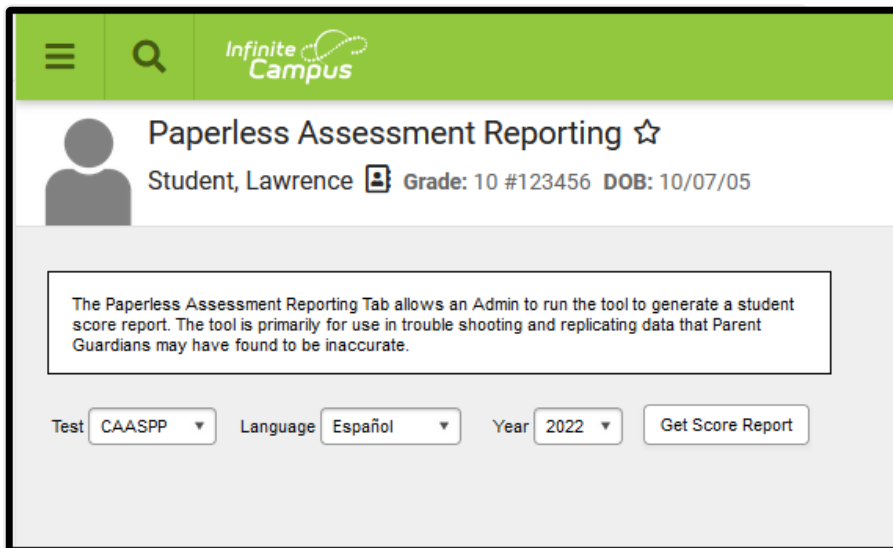 Infinite
Campus
Paperless Assessment Reporting
Student, Lawrence Grade: 10 #123456 DOB: 10/07/05
The Paperless Assessment Reporting Tab allows an Admin to run the tool to generate a student
score report. The tool is primarily for use in trouble shooting and replicating data that Parent
Guardians may have found to be inaccurate.
Test CAASPP Language Español Year 2022 Get Score Report